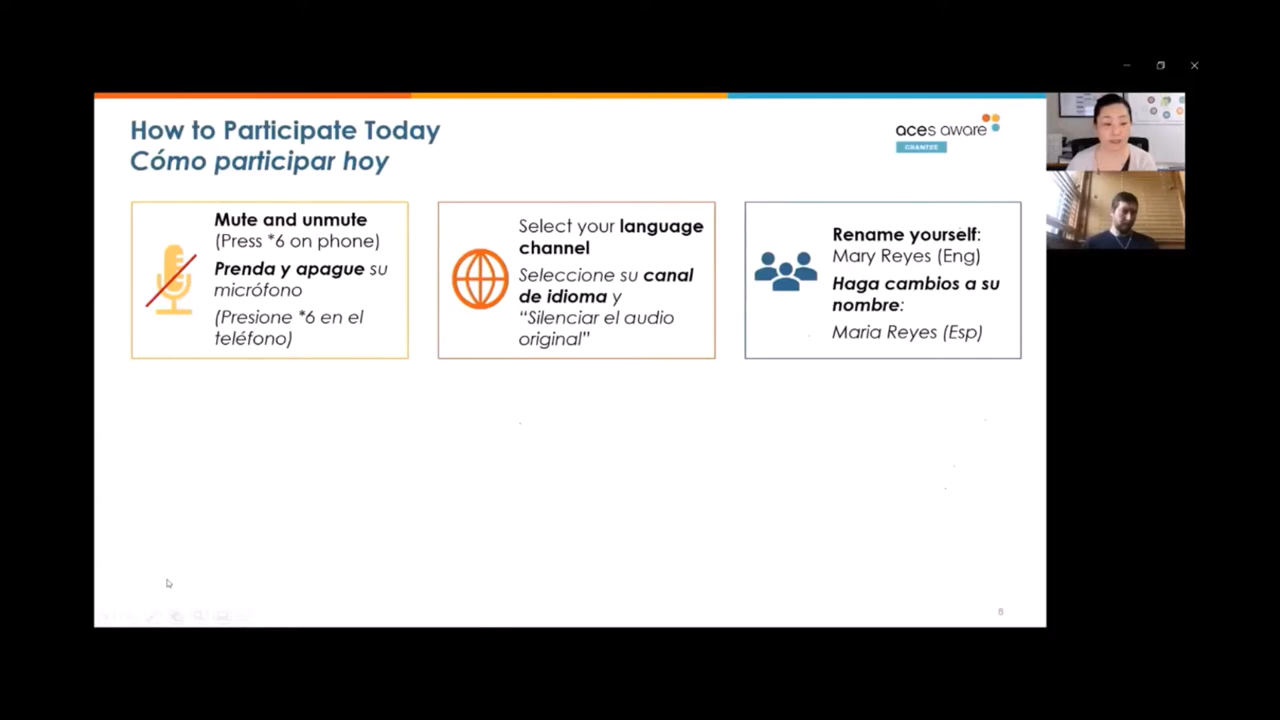 How to Participate Today
Cómo participar hoy
aces aware
GRANTEE
Mute and unmute
(Press *6 on phone)
Prenda y apague su
micrófono
(Presione *6 en el
teléfono)
Select your language
channel
Seleccione su canal
de idioma y
“Silenciar el audio
original”
Rename yourself:
Mary Reyes (Eng)
Haga cambios a su
nombre:
Maria Reyes (Esp)
6